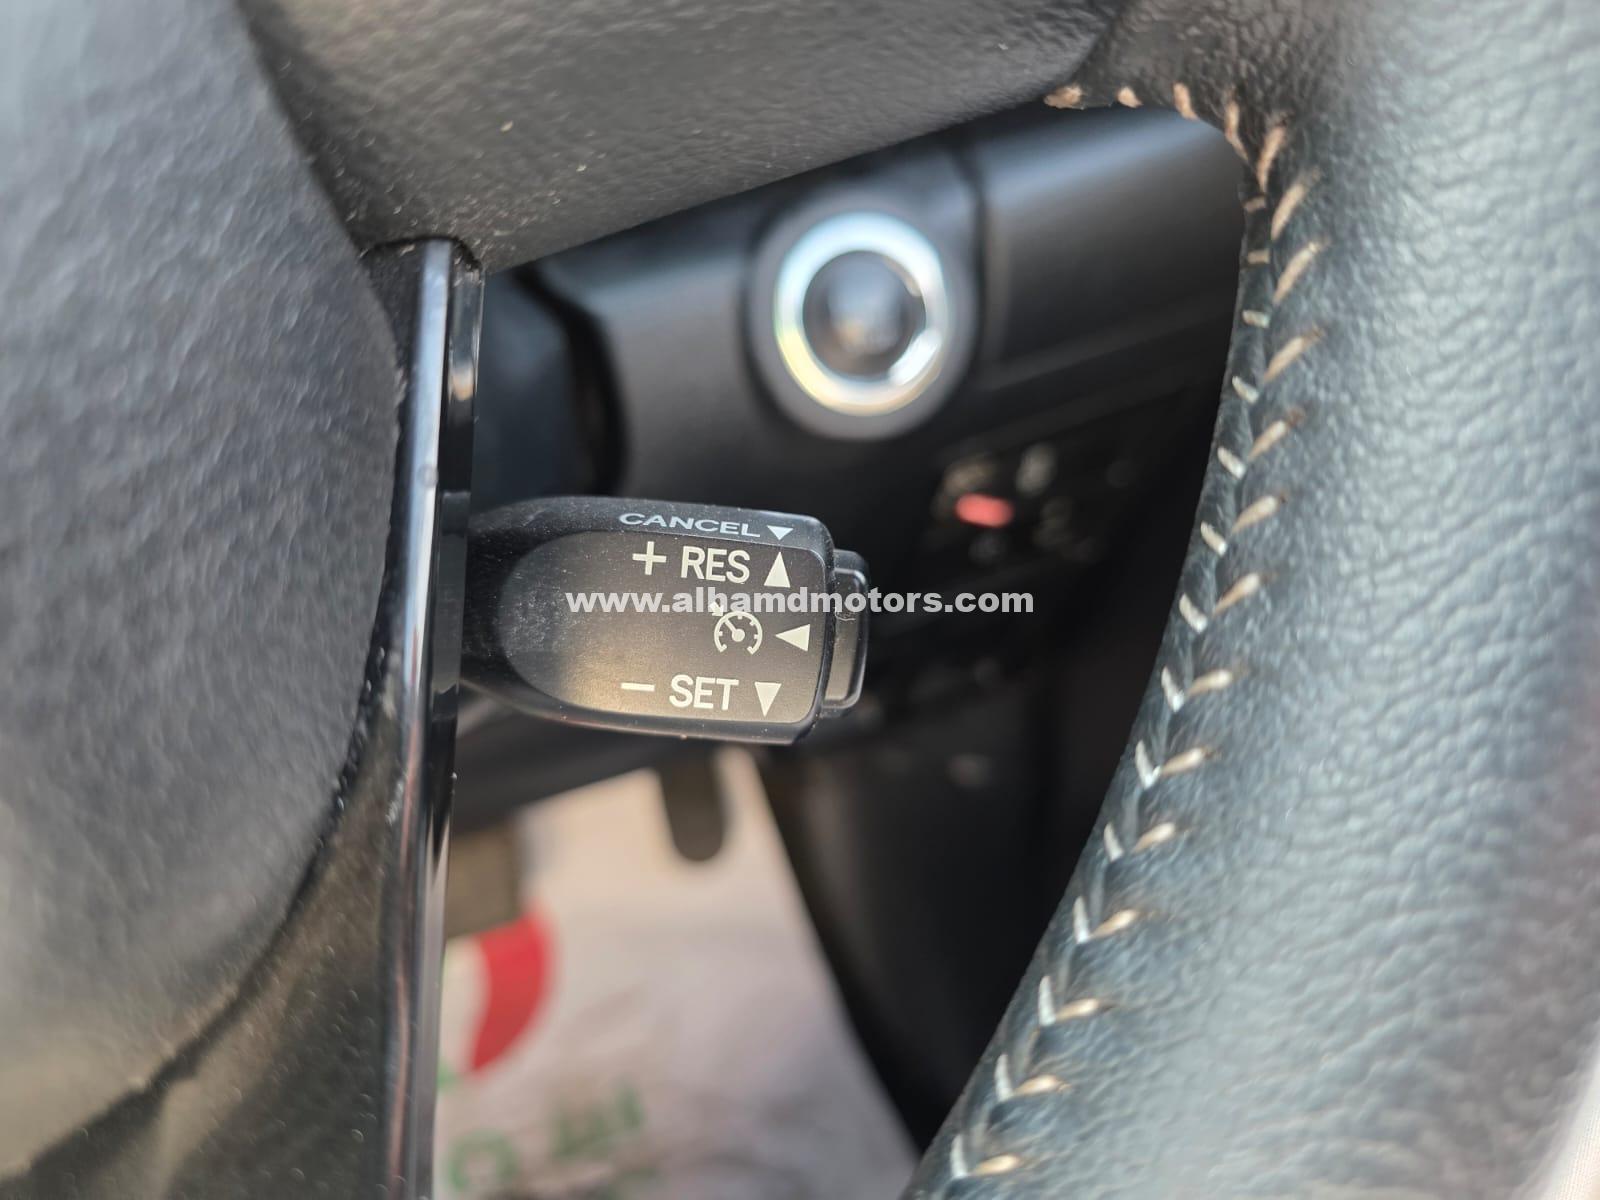 CANCEL ▼
+ RES ▲
www.alhamdmotors.com
◀
− SET ▼